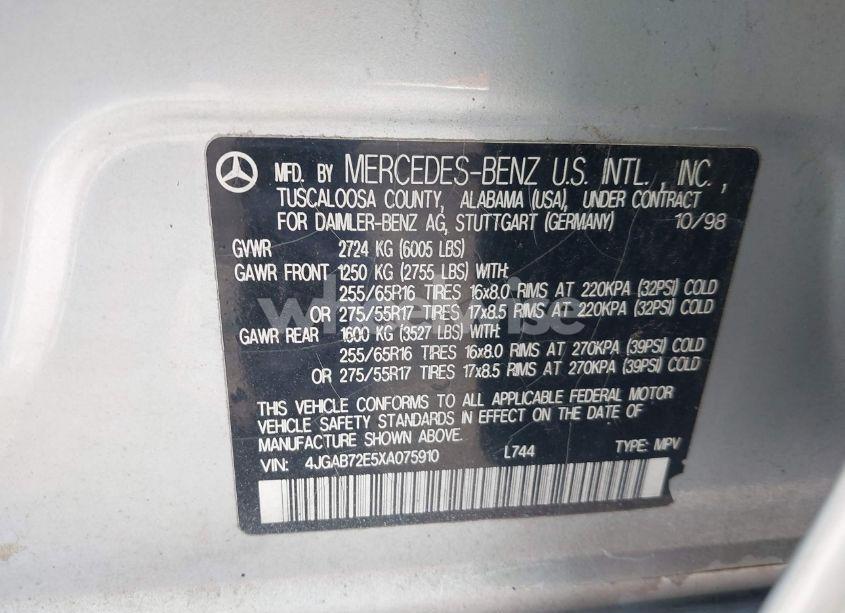 MFD. BY MERCEDES-BENZ U.S. INTL., INC.,
TUSCALOOSA COUNTY, ALABAMA (USA), UNDER CONTRACT
FOR DAIMLER-BENZ AG, STUTTGART (GERMANY) 10/98
GVWR 2724 KG (6005 LBS)
GAWR FRONT 1250 KG (2755 LBS) WITH:
255/65R16 TIRES 16x8.0 RIMS AT 220KPA (32PSI) COLD
OR 275/55R17 TIRES 17x8.5 RIMS AT 220KPA (32PSI) COLD
GAWR REAR 1600 KG (3527 LBS) WITH:
255/65R16 TIRES 16x8.0 RIMS AT 270KPA (39PSI) COLD
OR 275/55R17 TIRES 17x8.5 RIMS AT 270KPA (39PSI) COLD
THIS VEHICLE CONFORMS TO ALL APPLICABLE FEDERAL MOTOR
VEHICLE SAFETY STANDARDS IN EFFECT ON THE DATE OF
MANUFACTURE SHOWN ABOVE.
VIN: 4JGAB72E5XA075910 L744 TYPE: MPV